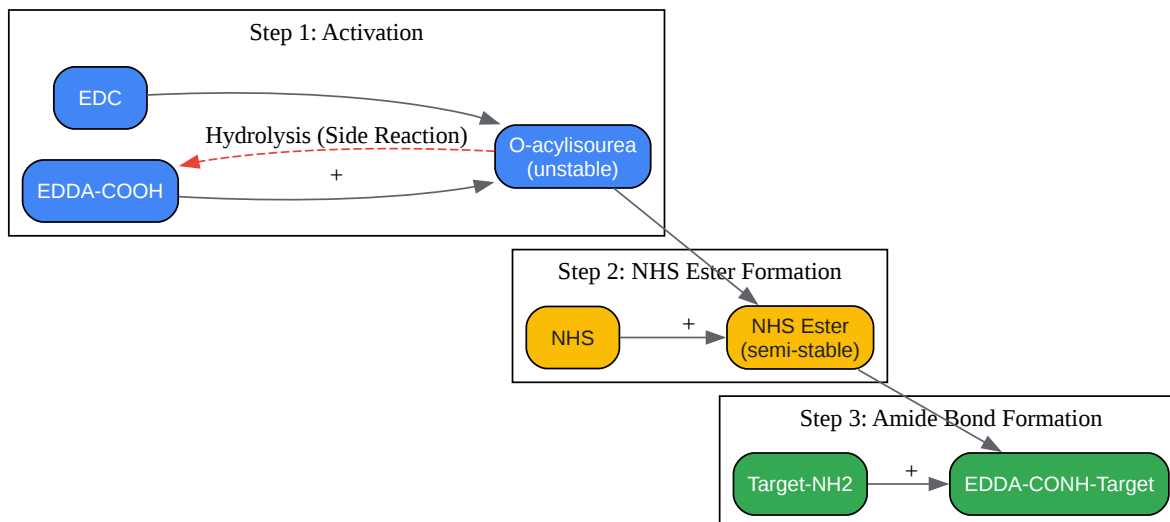 Step 1: Activation
EDC
Hydrolysis (Side Reaction)
O-acylisourea
(unstable)
+
EDDA-COOH
Step 2: NHS Ester Formation
NHS
+
NHS Ester
(semi-stable)
Step 3: Amide Bond Formation
Target-NH2
+
EDDA-CONH-Target